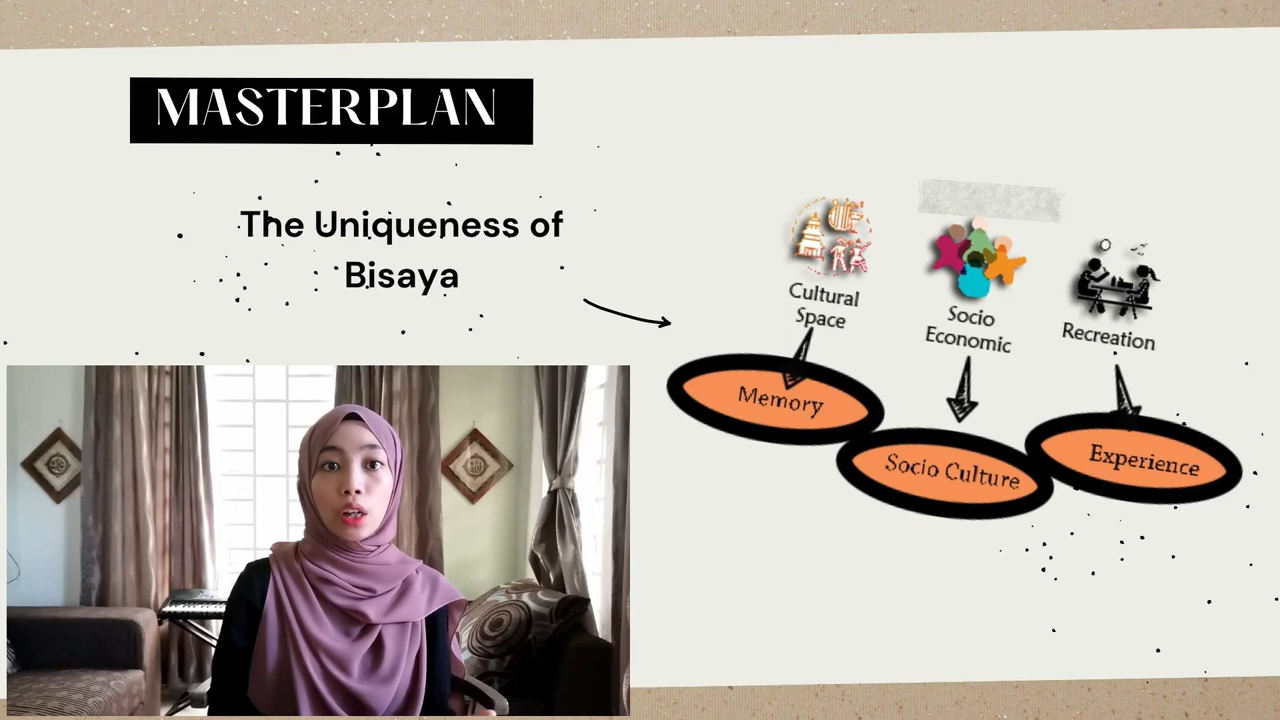 MASTERPLAN
The Uniqueness of
Bisaya
Cultural
Space
Socio
Economic
Recreation
Memory
Socio Culture
Experience